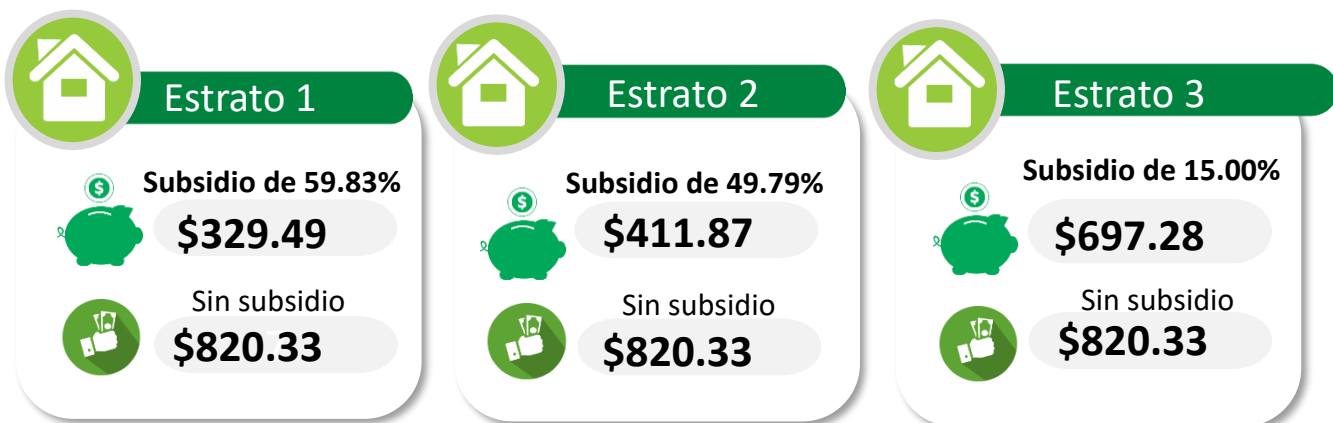 Estrato 1
Subsidio de 59.83%
$329.49
Sin subsidio
$820.33
Estrato 2
Subsidio de 49.79%
$411.87
Sin subsidio
$820.33
Estrato 3
Subsidio de 15.00%
$697.28
Sin subsidio
$820.33